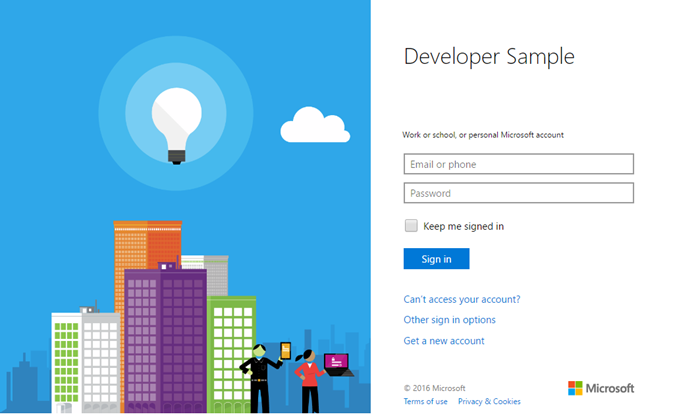 Developer Sample
Work or school, or personal Microsoft account
Email or phone
Password
Keep me signed in
Sign in
Can't access your account?
Other sign in options
Get a new account
© 2016 Microsoft
Terms of use Privacy & Cookies
Microsoft